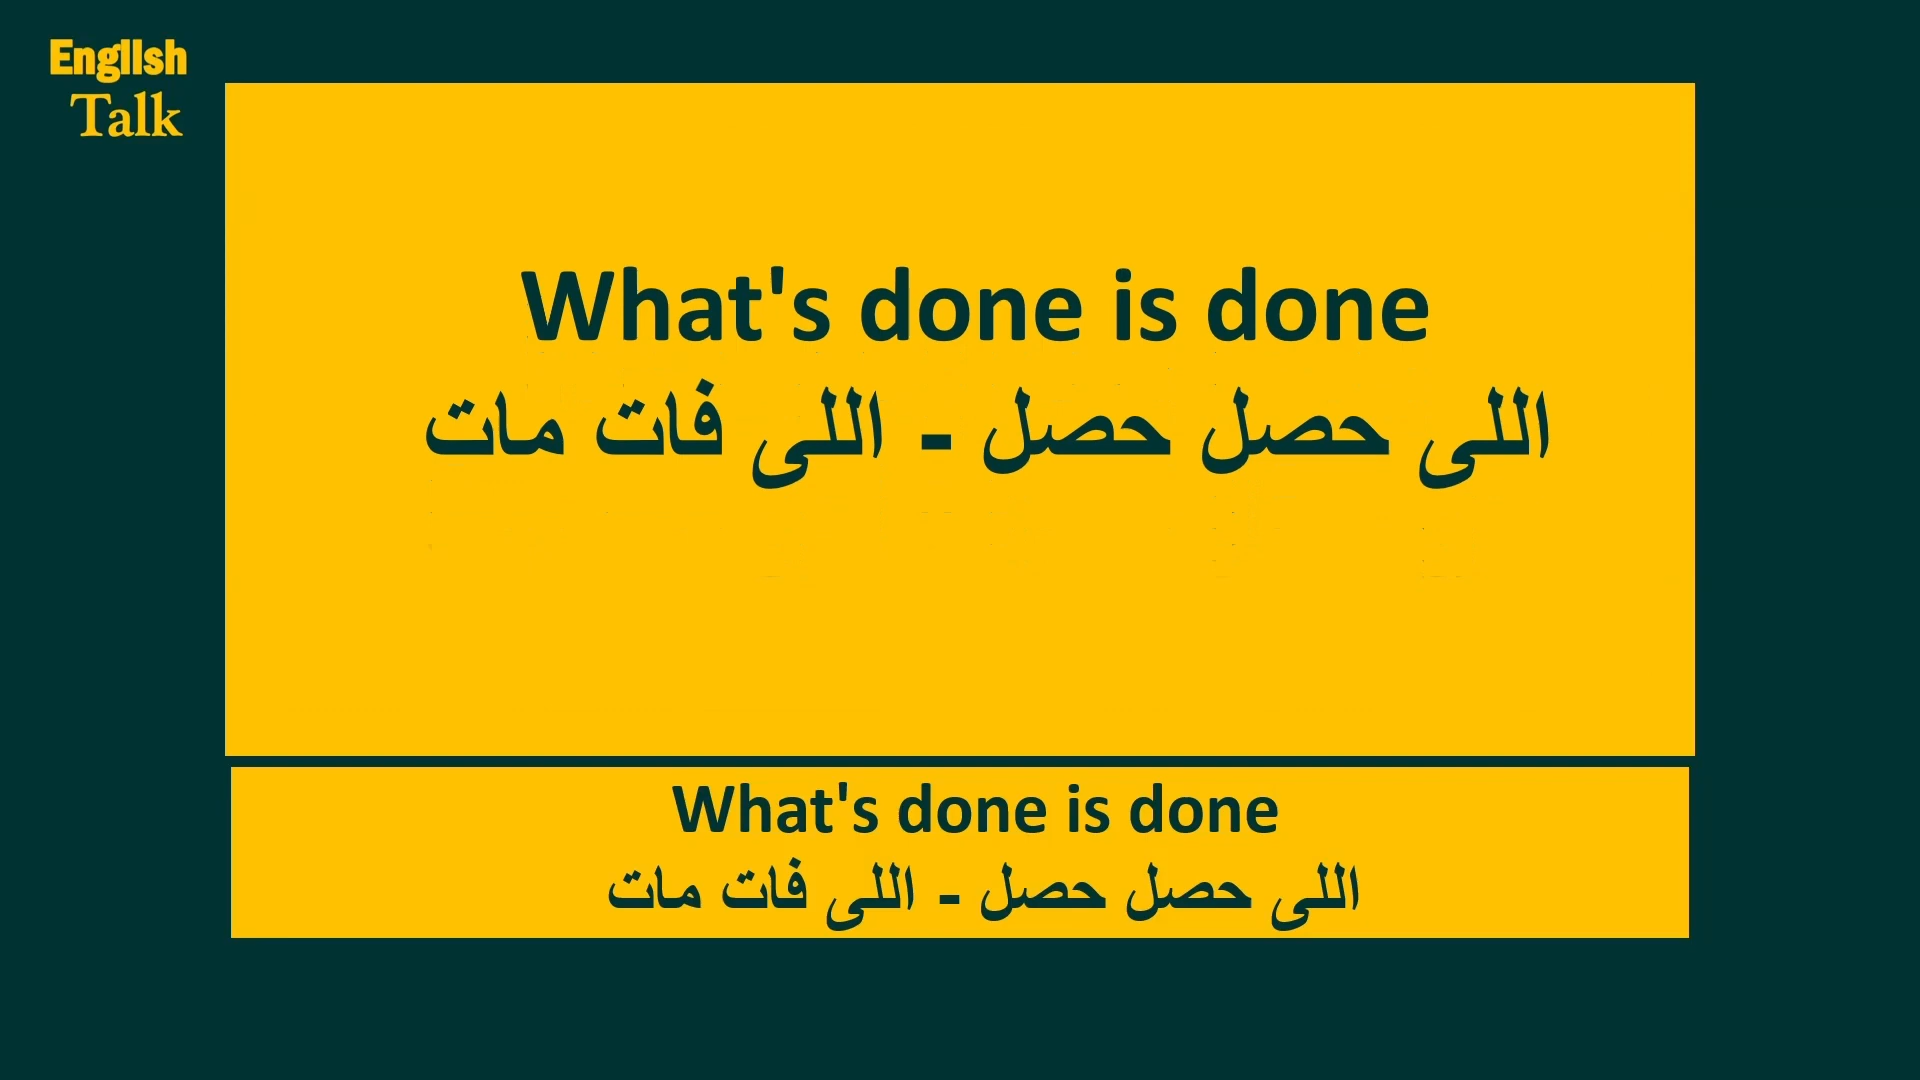 English
Talk
What's done is done
اللى حصل حصل - اللى فات مات
What's done is done
اللى حصل حصل - اللى فات مات